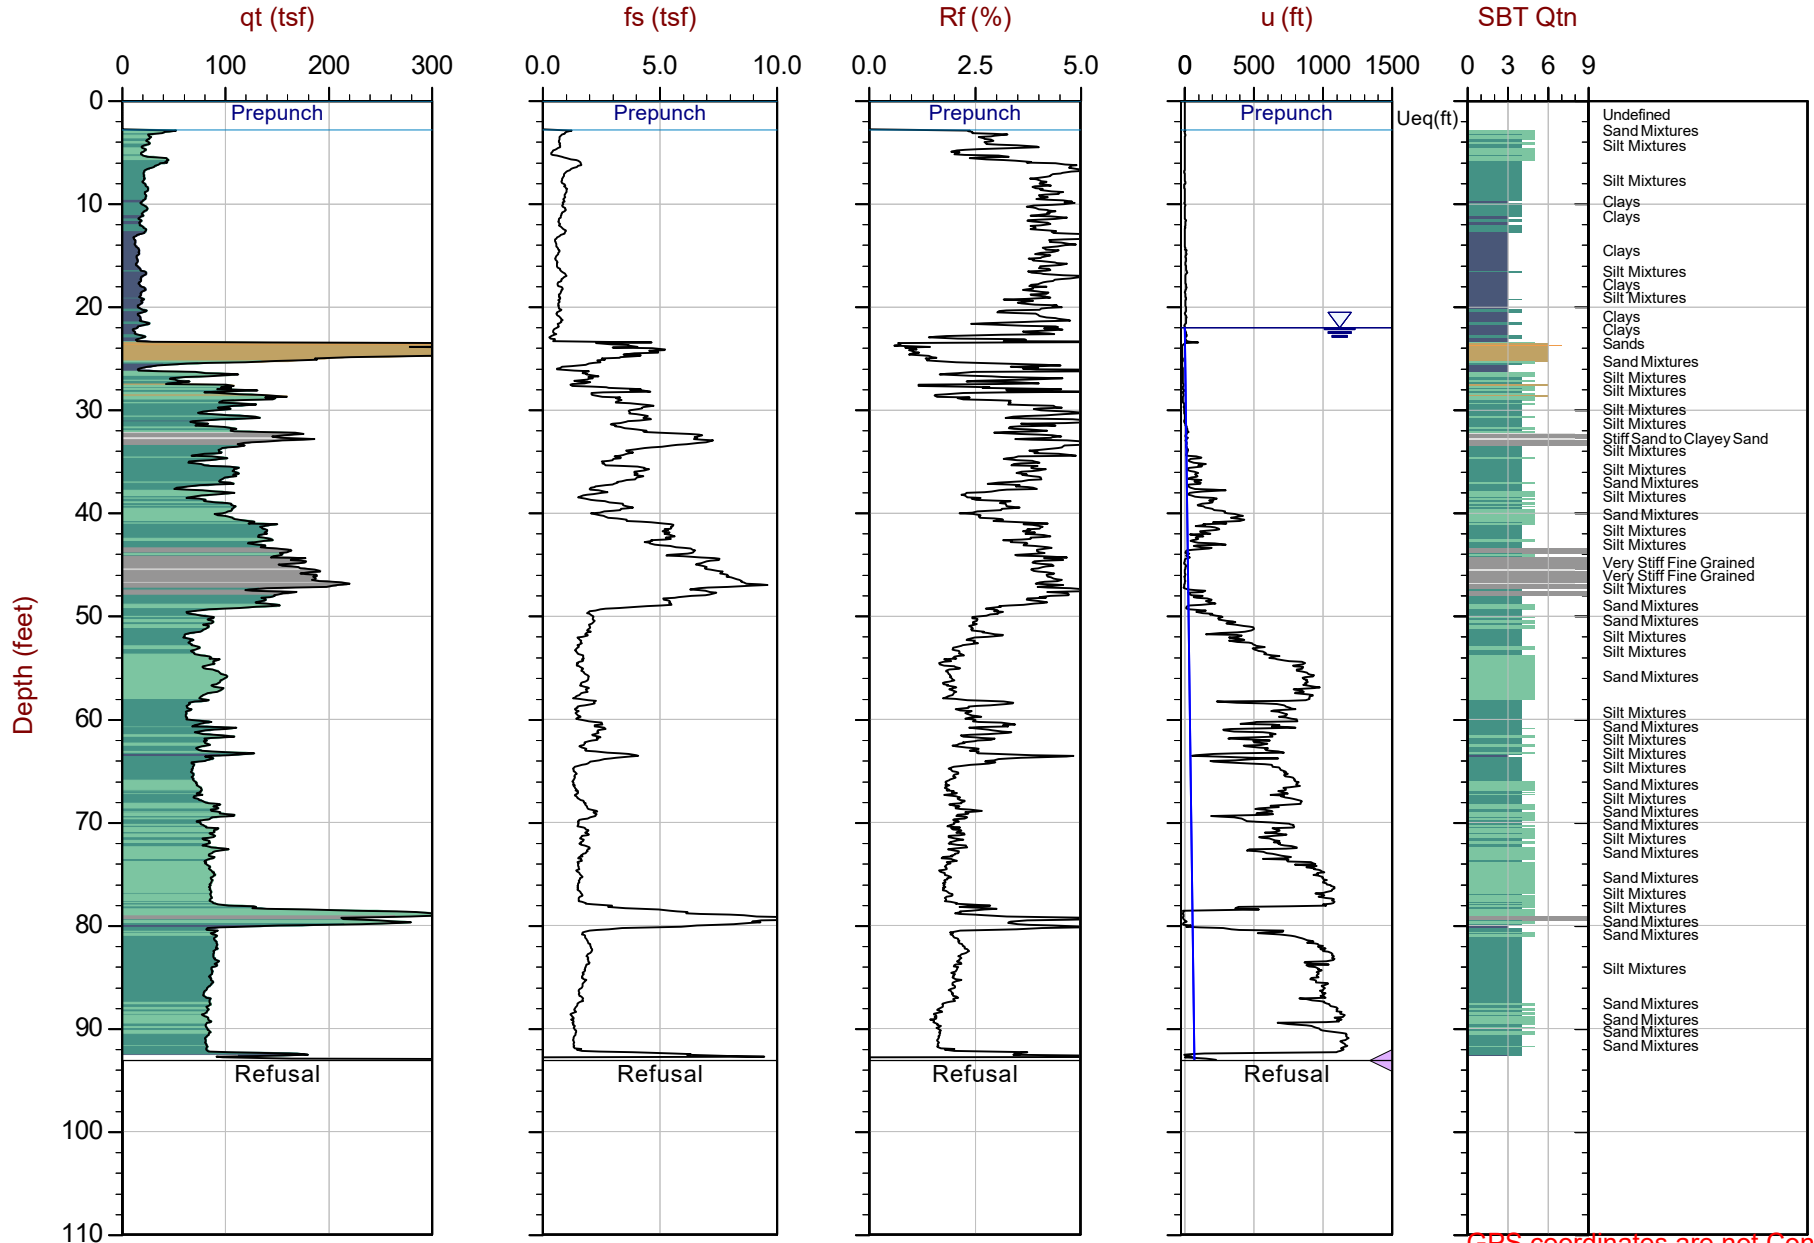 qt (tsf)
fs (tsf)
Rf (%)
u (ft)
SBT Qtn
0 100 200 300
0.0 5.0 10.0
0.0 2.5 5.0
0 500 1000 1500
0 3 6 9
Depth (feet)
0
10
20
30
40
50
60
70
80
90
100
110
Prepunch
Prepunch
Prepunch
Prepunch
Ueq(ft)
Refusal
Refusal
Refusal
Refusal
Undefined
Sand Mixtures
Silt Mixtures
Silt Mixtures
Clays
Clays
Clays
Silt Mixtures
Clays
Silt Mixtures
Clays
Clays
Sands
Sand Mixtures
Silt Mixtures
Silt Mixtures
Silt Mixtures
Silt Mixtures
Stiff Sand to Clayey Sand
Silt Mixtures
Silt Mixtures
Sand Mixtures
Silt Mixtures
Sand Mixtures
Silt Mixtures
Silt Mixtures
Very Stiff Fine Grained
Very Stiff Fine Grained
Silt Mixtures
Sand Mixtures
Sand Mixtures
Silt Mixtures
Silt Mixtures
Sand Mixtures
Silt Mixtures
Sand Mixtures
Silt Mixtures
Silt Mixtures
Silt Mixtures
Sand Mixtures
Silt Mixtures
Sand Mixtures
Sand Mixtures
Silt Mixtures
Sand Mixtures
Sand Mixtures
Silt Mixtures
Silt Mixtures
Sand Mixtures
Sand Mixtures
Silt Mixtures
Sand Mixtures
Sand Mixtures
Sand Mixtures
Sand Mixtures
GPS coordinates are not